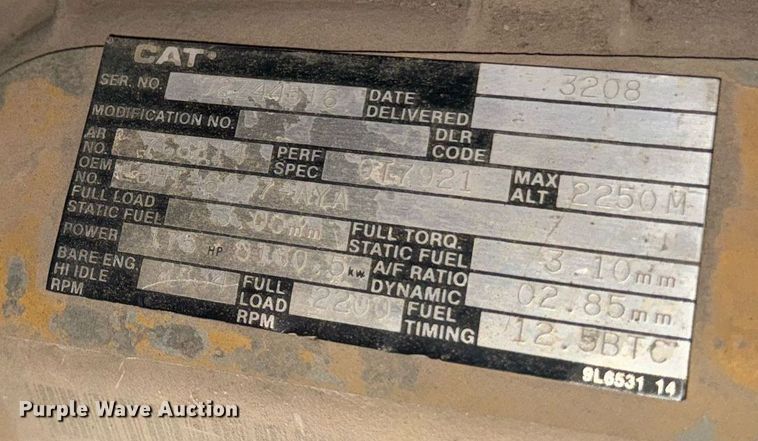 CAT
3208
SER. NO. DATE DELIVERED
MODIFICATION NO. DLR CODE
AR NO. PERF SPEC 017921 MAX ALT 2250 M
OEM NO.
FULL LOAD STATIC FUEL mm FULL TORQ. STATIC FUEL 3.10mm
POWER HP kw A/F RATIO DYNAMIC 02.85mm
BARE ENG. HI IDLE RPM FULL LOAD RPM 2200 FUEL TIMING 12.5BTC
9L6531 14
Purple Wave Auction